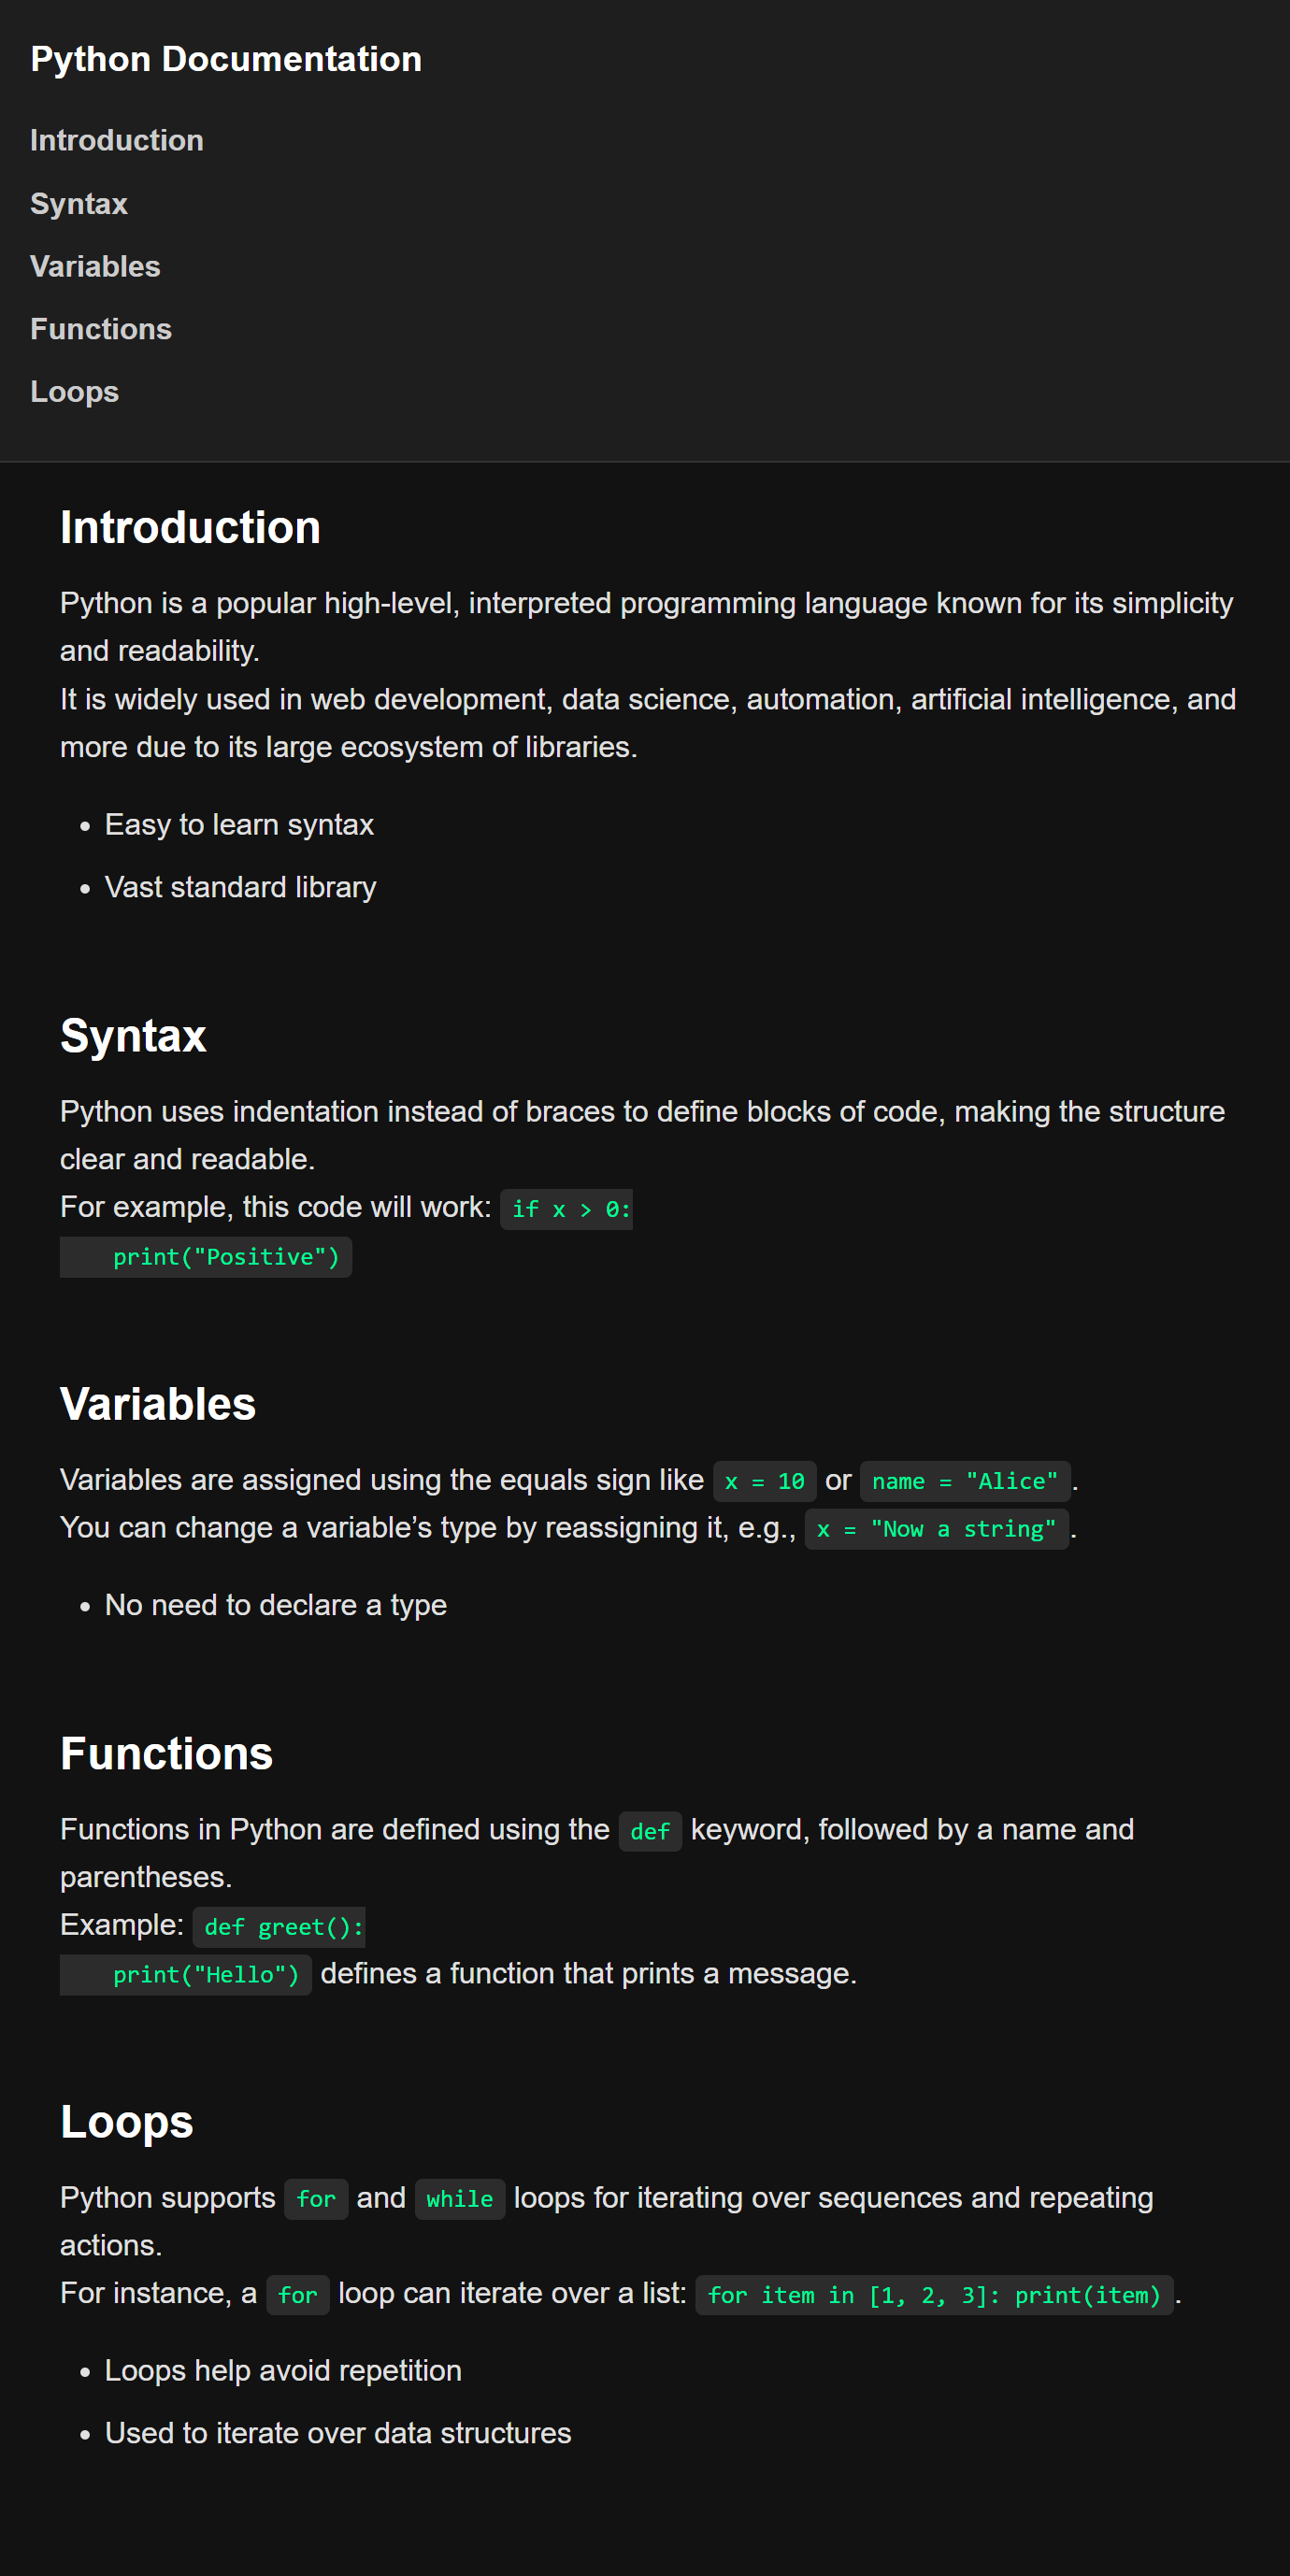 Python Documentation
Introduction
Syntax
Variables
Functions
Loops
Introduction
Python is a popular high-level, interpreted programming language known for its simplicity
and readability.
It is widely used in web development, data science, automation, artificial intelligence, and
more due to its large ecosystem of libraries.
• Easy to learn syntax
• Vast standard library
Syntax
Python uses indentation instead of braces to define blocks of code, making the structure
clear and readable.
For example, this code will work: if x > 0:
    print("Positive")
Variables
Variables are assigned using the equals sign like x = 10 or name = "Alice".
You can change a variable’s type by reassigning it, e.g., x = "Now a string".
• No need to declare a type
Functions
Functions in Python are defined using the def keyword, followed by a name and
parentheses.
Example: def greet():
    print("Hello") defines a function that prints a message.
Loops
Python supports for and while loops for iterating over sequences and repeating
actions.
For instance, a for loop can iterate over a list: for item in [1, 2, 3]: print(item).
• Loops help avoid repetition
• Used to iterate over data structures